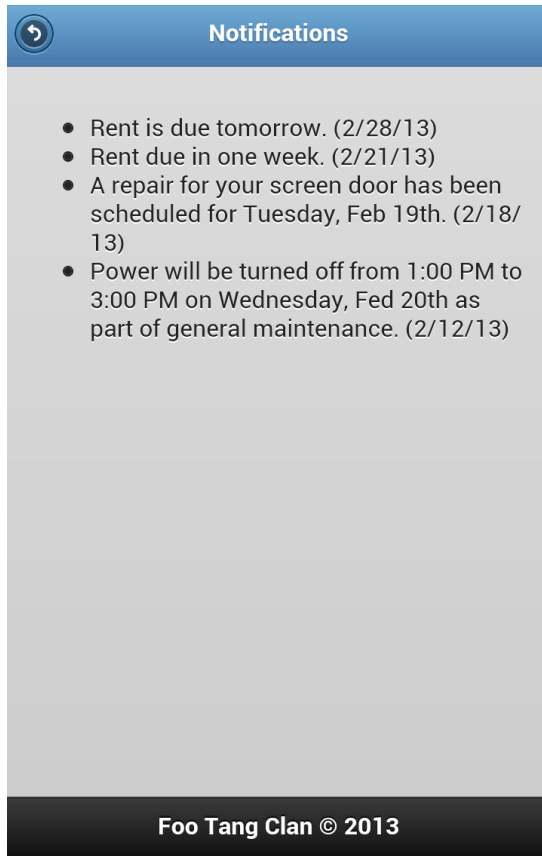 Notifications
Rent is due tomorrow. (2/28/13)
Rent due in one week. (2/21/13)
A repair for your screen door has been
scheduled for Tuesday, Feb 19th. (2/18/
13)
Power will be turned off from 1:00 PM to
3:00 PM on Wednesday, Fed 20th as
part of general maintenance. (2/12/13)
Foo Tang Clan © 2013